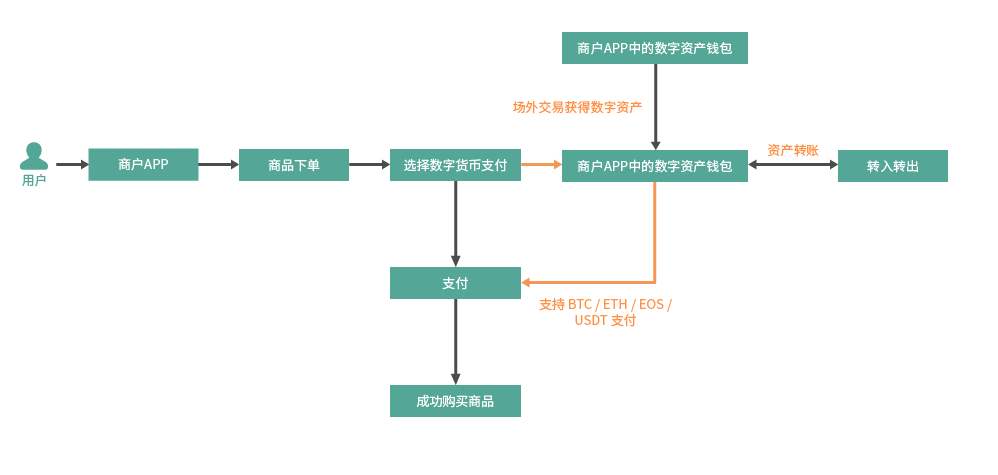 商户APP中的数字资产钱包
场外交易获得数字资产
用户
商户APP
商品下单
选择数字货币支付
商户APP中的数字资产钱包
资产转账
转入转出
支付
支持 BTC / ETH / EOS /
USDT 支付
成功购买商品